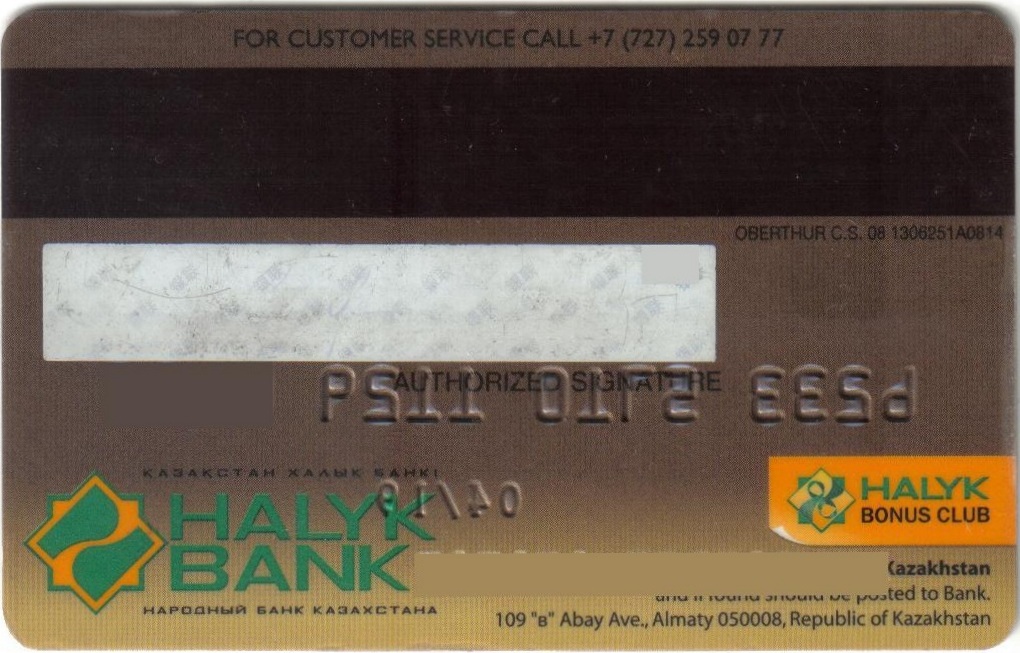 FOR CUSTOMER SERVICE CALL +7 (727) 259 07 77
OBERTHUR C.S. 08 1306251A0814
AUTHORIZED SIGNATURE
ҚАЗАҚСТАН ХАЛЫҚ БАНКІ
HALYK
BANK
НАРОДНЫЙ БАНК КАЗАХСТАНА
HALYK
BONUS CLUB
Kazakhstan
and if found should be posted to Bank.
109 "в" Abay Ave., Almaty 050008, Republic of Kazakhstan